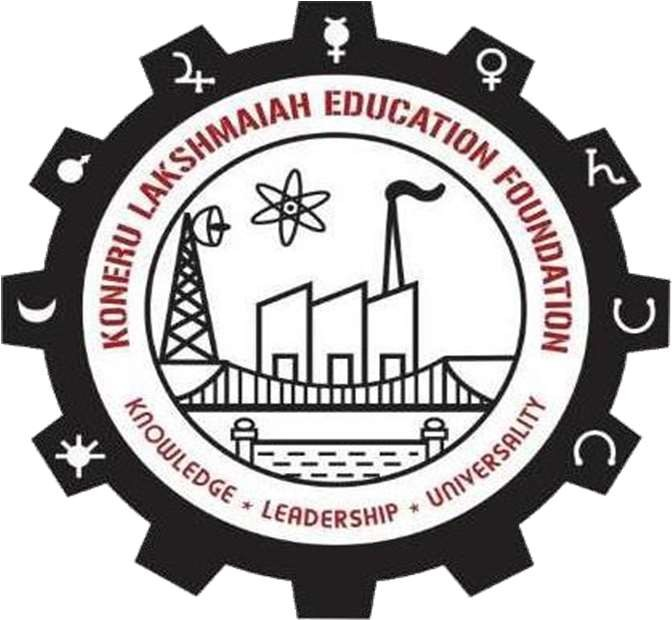 KONERU LAKSHMAIAH EDUCATION FOUNDATION
KNOWLEDGE * LEADERSHIP * UNIVERSALITY